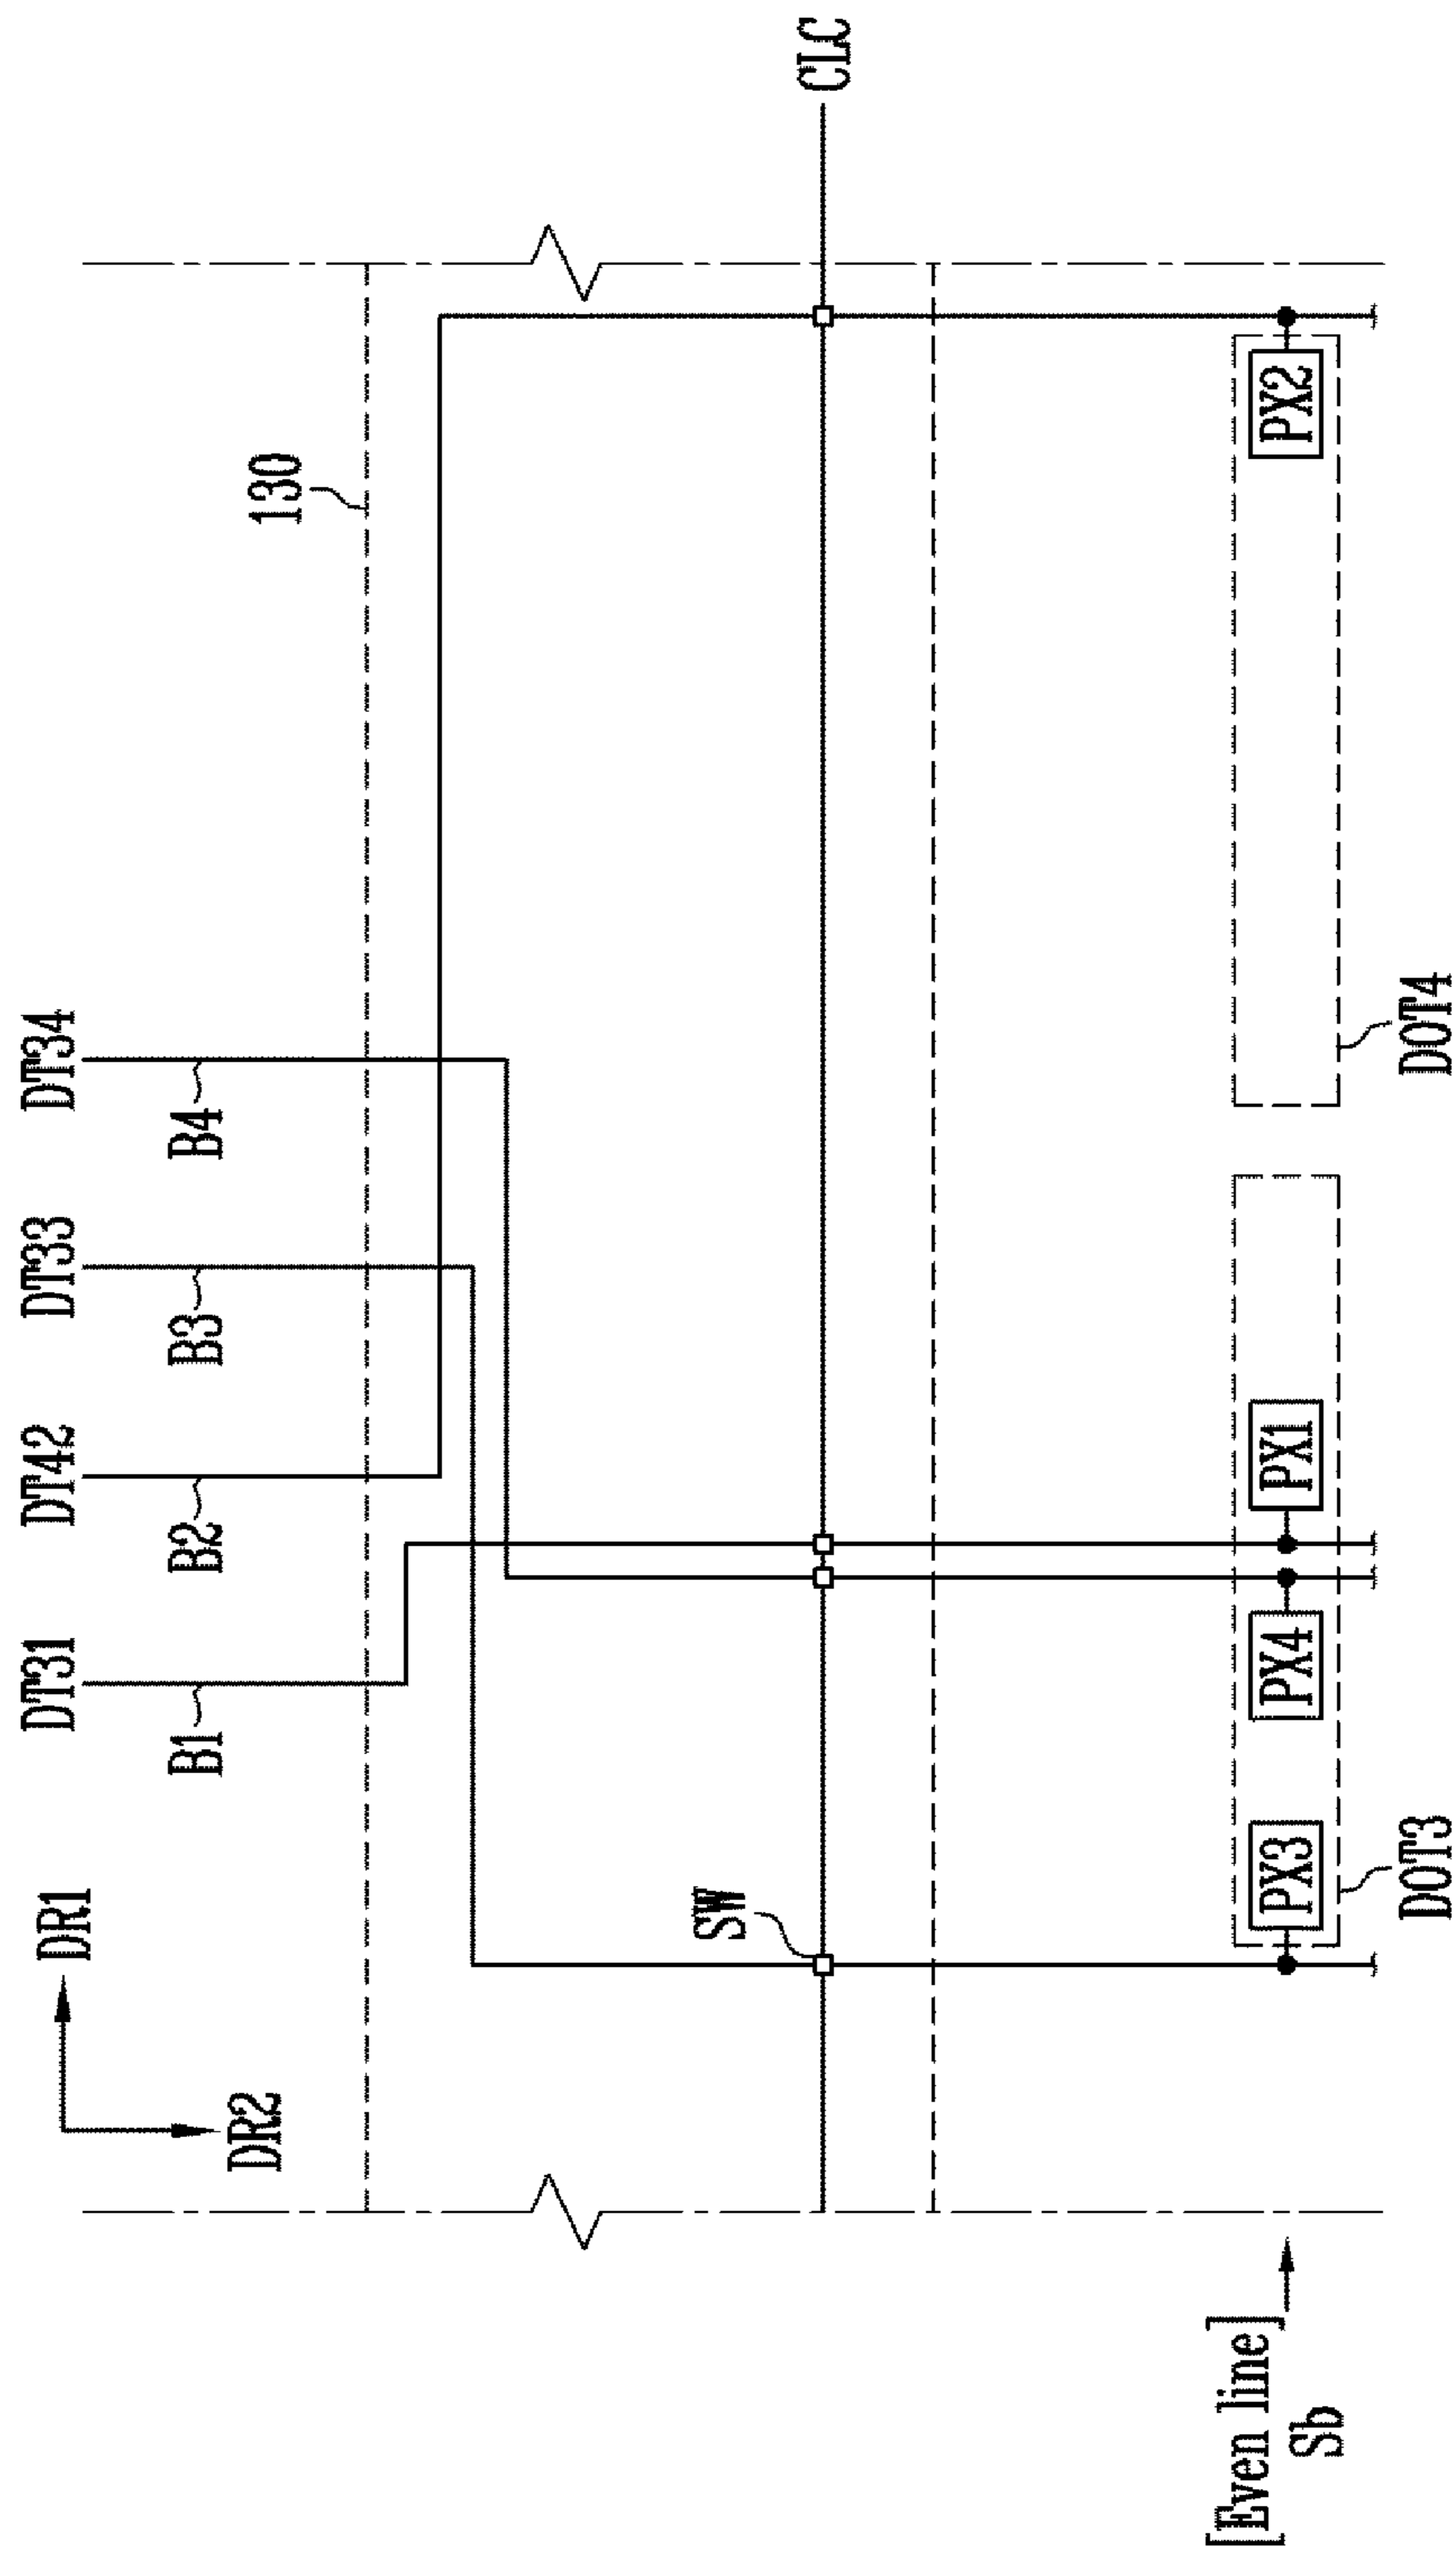 DR1
DR2
DT31
DT42
DT33
DT34
B1
B2
B3
B4
130
SW
CLC
[Even line]
Sb
PX3
PX4
PX1
PX2
DOT3
DOT4